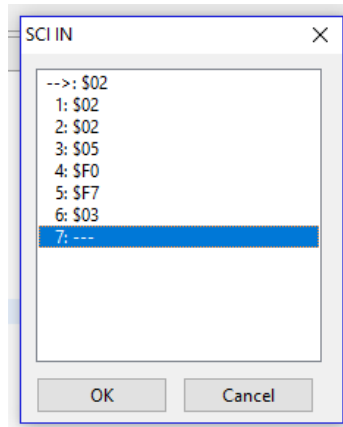 SCI IN
-->: $02
1: $02
2: $02
3: $05
4: $F0
5: $F7
6: $03
7: ---
OK Cancel